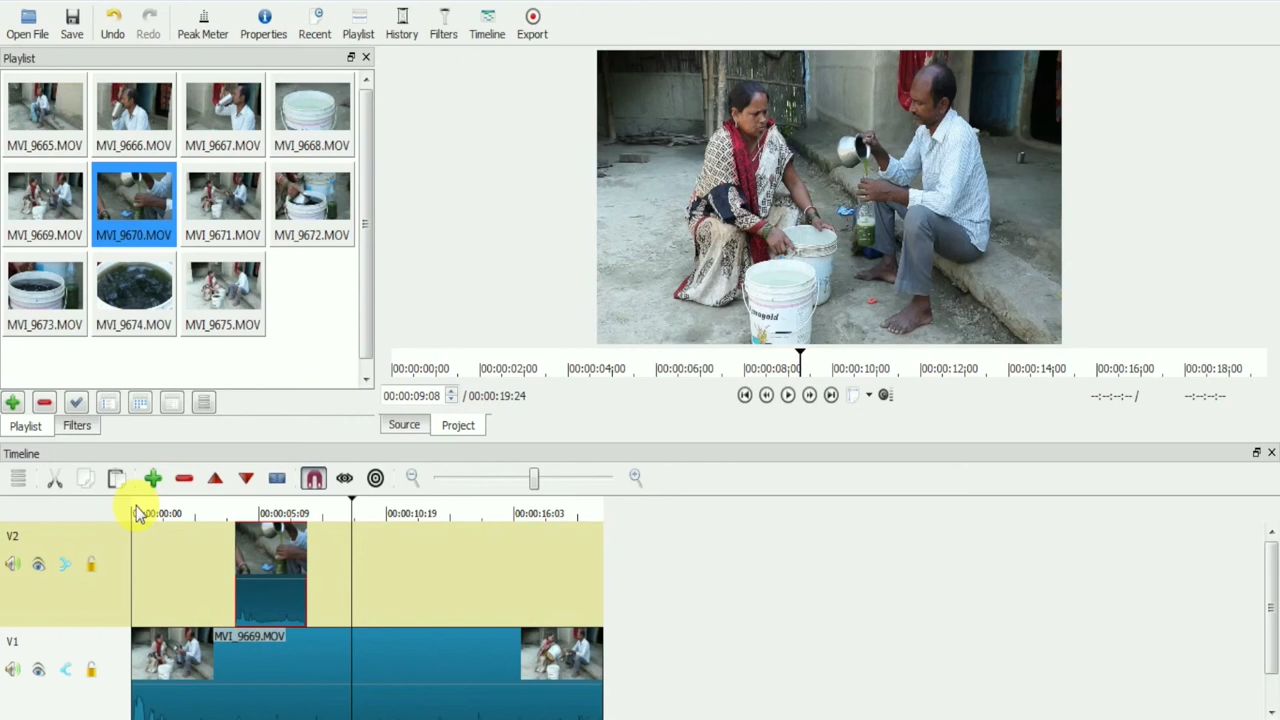 Open File Save Undo Redo Peak Meter Properties Recent Playlist History Filters Timeline Export
Playlist
MVI_9665.MOV MVI_9666.MOV MVI_9667.MOV MVI_9668.MOV
MVI_9669.MOV MVI_9670.MOV MVI_9671.MOV MVI_9672.MOV
MVI_9673.MOV MVI_9674.MOV MVI_9675.MOV
00:00:00;00 00:00:02;00 00:00:04;00 00:00:06;00 00:00:08;00 00:00:10;00 00:00:12;00 00:00:14;00 00:00:16;00 00:00:18;00
00:00:09:08 / 00:00:19:24 --:--:--:-- / --:--:--:--
Playlist Filters
Source Project
Timeline
00:00:05:09 00:00:10:19 00:00:16:03
V2
V1
MVI_9669.MOV